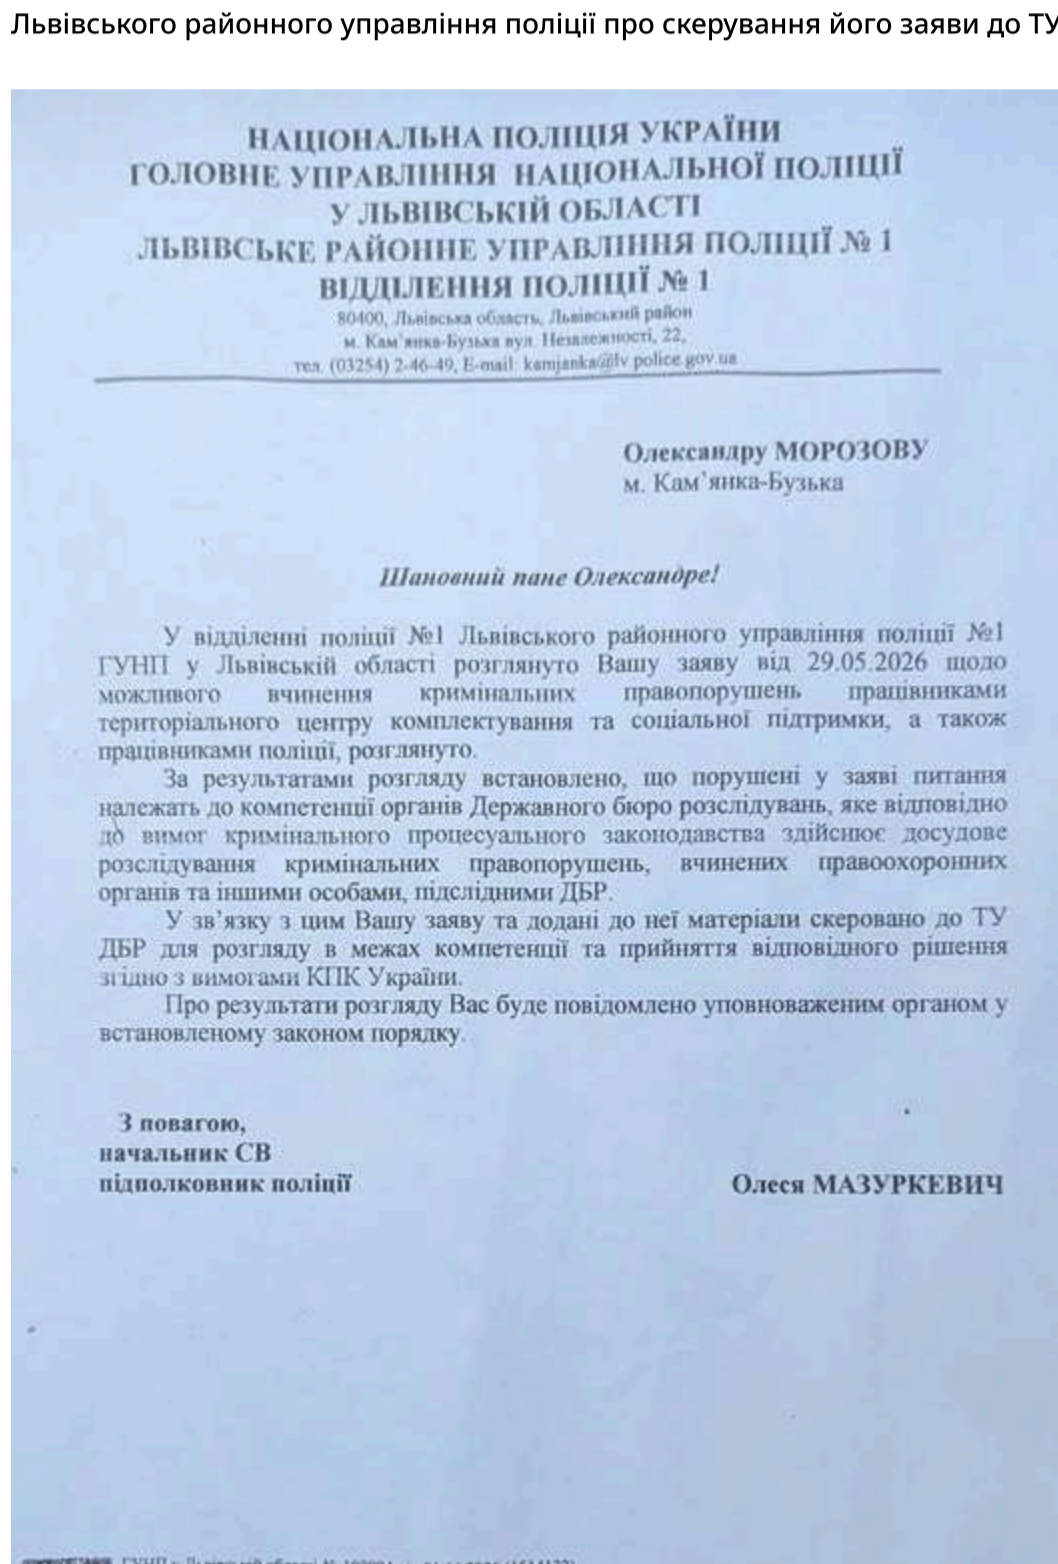 Львівського районного управління поліції про скерування його заяви до ТУ
НАЦІОНАЛЬНА ПОЛІЦІЯ УКРАЇНИ
ГОЛОВНЕ УПРАВЛІННЯ НАЦІОНАЛЬНОЇ ПОЛІЦІЇ
У ЛЬВІВСЬКІЙ ОБЛАСТІ
ЛЬВІВСЬКЕ РАЙОННЕ УПРАВЛІННЯ ПОЛІЦІЇ № 1
ВІДДІЛЕННЯ ПОЛІЦІЇ № 1
80400, Львівська область, Львівський район
м. Кам'янка-Бузька вул. Незалежності, 22,
тел. (03254) 2-46-49, E-mail: kamjanka@lv.police.gov.ua
Олександру МОРОЗОВУ
м. Кам'янка-Бузька
Шановний пане Олександре!
У відділенні поліції №1 Львівського районного управління поліції №1
ГУНП у Львівській області розглянуто Вашу заяву від 29.05.2026 щодо
можливого вчинення кримінальних правопорушень працівниками
територіального центру комплектування та соціальної підтримки, а також
працівниками поліції, розглянуто.
За результатами розгляду встановлено, що порушені у заяві питання
належать до компетенції органів Державного бюро розслідувань, яке відповідно
до вимог кримінального процесуального законодавства здійснює досудове
розслідування кримінальних правопорушень, вчинених правоохоронних
органів та іншими особами, підслідними ДБР.
У зв'язку з цим Вашу заяву та додані до неї матеріали скеровано до ТУ
ДБР для розгляду в межах компетенції та прийняття відповідного рішення
згідно з вимогами КПК України.
Про результати розгляду Вас буде повідомлено уповноваженим органом у
встановленому законом порядку.
З повагою,
начальник СВ
підполковник поліції
Олеся МАЗУРКЕВИЧ